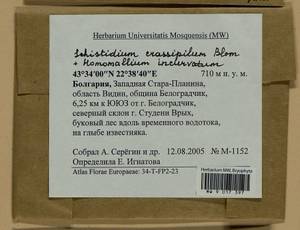 Herbarium Universitatis Mosquensis (MW)
Schistidium crassipilum Blom
+ Homomallium incurvatum
43°34'00"N 22°38'40"E 710 м п. у. м.
Болгария, Западная Стара-Планина,
область Видин, община Белоградчик,
6,25 км к ЮЮЗ от г. Белоградчик,
северный склон г. Студени Врых,
буковый лес вдоль временного водотока,
на глыбе известняка.
Собрал А. Серёгин и др. 12.08.2005 № М-1152
Определила Е. Игнатова
Atlas Florae Europaeae: 34-T-FP2-23
Herbarium MW, Bryophyta